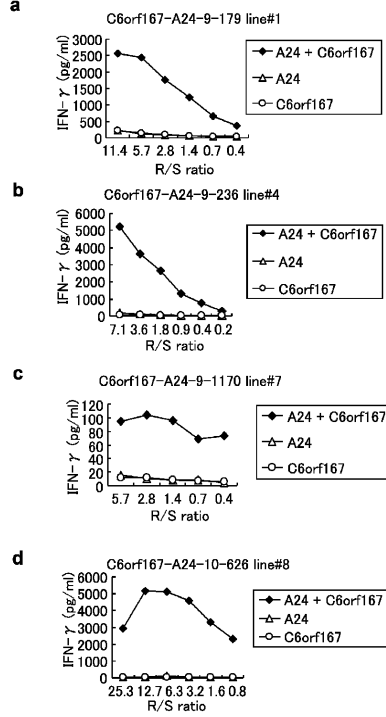 a
C6orf167-A24-9-179 line#1
IFN-γ (pg/ml)
3000
2500
2000
1500
1000
500
0
11.4 5.7 2.8 1.4 0.7 0.4
R/S ratio
A24 + C6orf167
A24
C6orf167
b
C6orf167-A24-9-236 line#4
IFN-γ (pg/ml)
6000
5000
4000
3000
2000
1000
0
7.1 3.6 1.8 0.9 0.4 0.2
R/S ratio
A24 + C6orf167
A24
C6orf167
c
C6orf167-A24-9-1170 line#7
IFN-γ (pg/ml)
120
100
80
60
40
20
0
5.7 2.8 1.4 0.7 0.4
R/S ratio
A24 + C6orf167
A24
C6orf167
d
C6orf167-A24-10-626 line#8
IFN-γ (pg/ml)
6000
5000
4000
3000
2000
1000
0
25.3 12.7 6.3 3.2 1.6 0.8
R/S ratio
A24 + C6orf167
A24
C6orf167